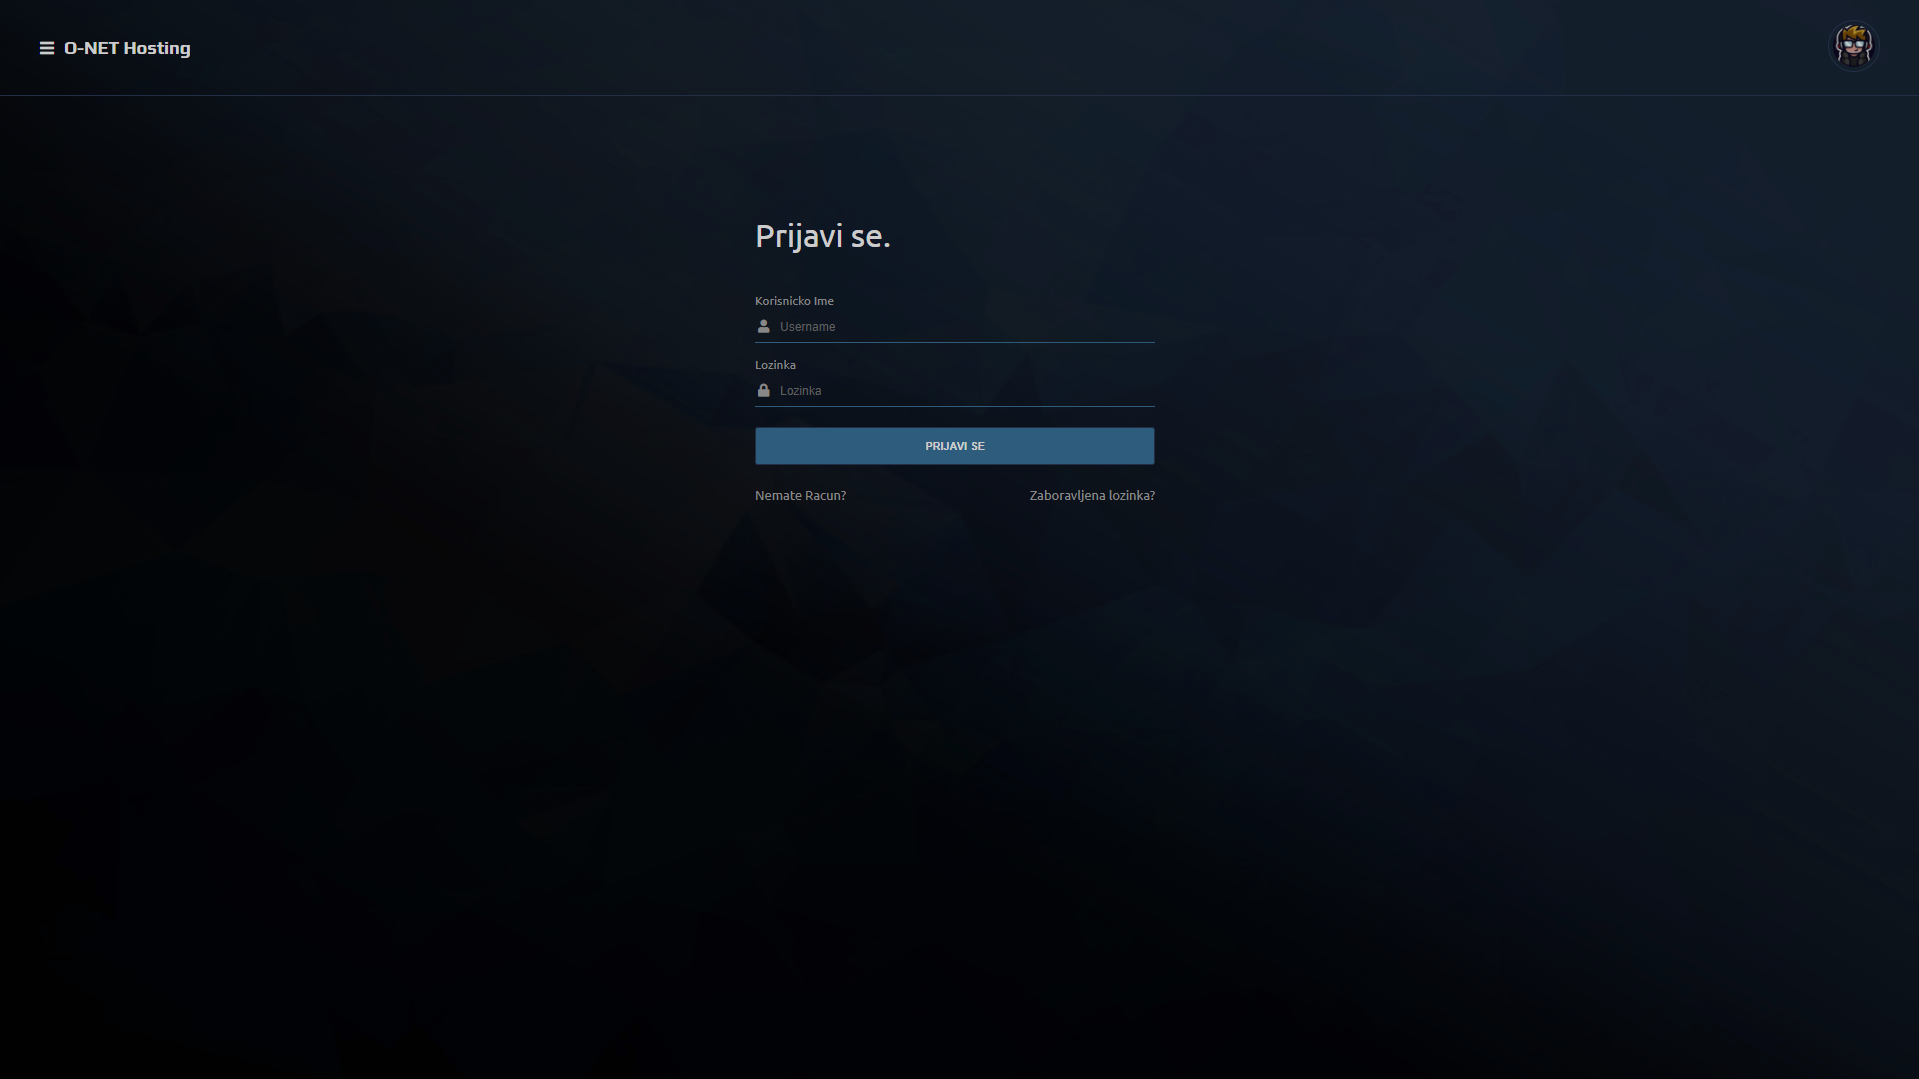 O-NET Hosting
Prijavi se.
Korisnicko Ime
Username
Lozinka
Lozinka
PRIJAVI SE
Nemate Racun? Zaboravljena lozinka?